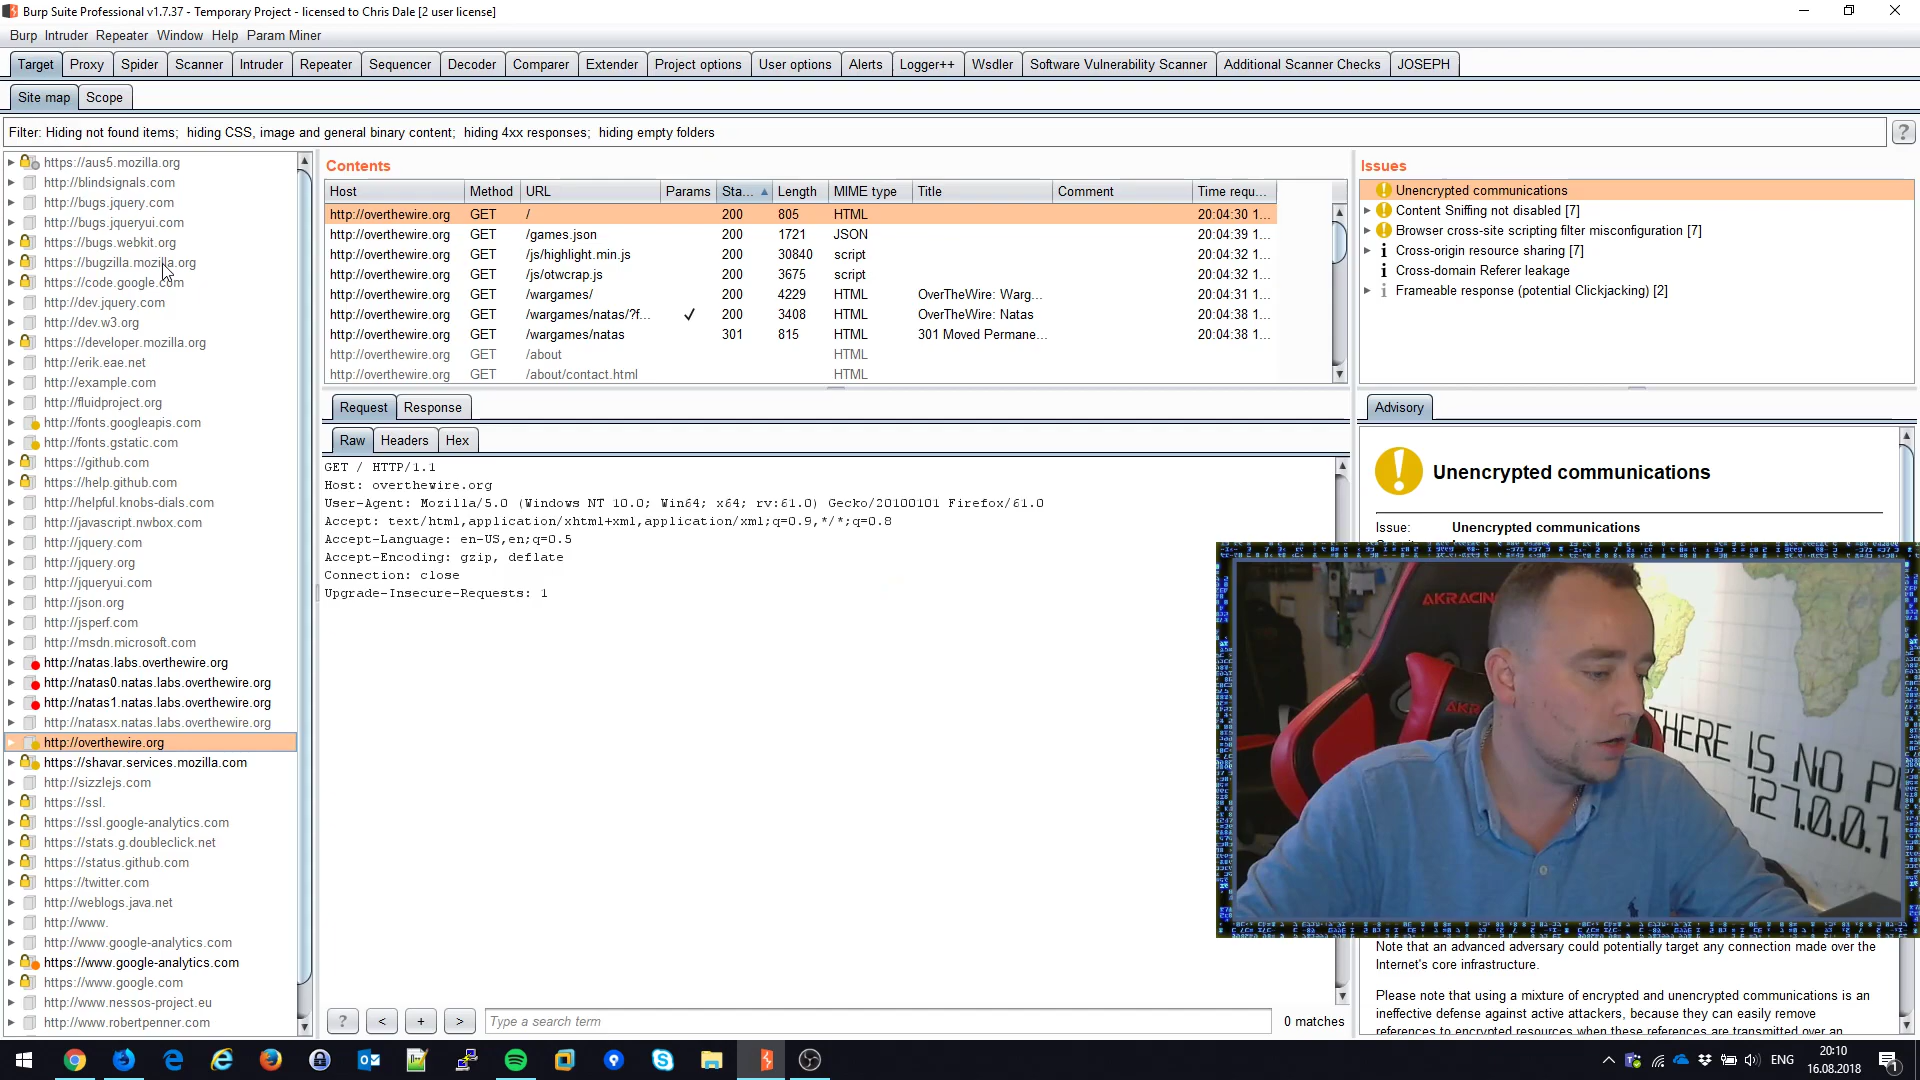 Burp Suite Professional v1.7.37 - Temporary Project - licensed to Chris Dale [2 user license]
Burp Intruder Repeater Window Help Param Miner
Target Proxy Spider Scanner Intruder Repeater Sequencer Decoder Comparer Extender Project options User options Alerts Logger++ Wsdler Software Vulnerability Scanner Additional Scanner Checks JOSEPH
Site map Scope
Filter: Hiding not found items; hiding CSS, image and general binary content; hiding 4xx responses; hiding empty folders ?
https://aus5.mozilla.org
http://blindsignals.com
http://bugs.jquery.com
http://bugs.jqueryui.com
https://bugs.webkit.org
https://bugzilla.mozilla.org
https://code.google.com
http://dev.jquery.com
http://dev.w3.org
https://developer.mozilla.org
http://erik.eae.net
http://example.com
http://fluidproject.org
http://fonts.googleapis.com
http://fonts.gstatic.com
https://github.com
https://help.github.com
http://helpful.knobs-dials.com
http://javascript.nwbox.com
http://jquery.com
http://jquery.org
http://jqueryui.com
http://json.org
http://jsperf.com
http://msdn.microsoft.com
http://natas.labs.overthewire.org
http://natas0.natas.labs.overthewire.org
http://natas1.natas.labs.overthewire.org
http://natasx.natas.labs.overthewire.org
http://overthewire.org
https://shavar.services.mozilla.com
http://sizzlejs.com
https://ssl.
https://ssl.google-analytics.com
https://stats.g.doubleclick.net
https://status.github.com
https://twitter.com
http://weblogs.java.net
http://www.
http://www.google-analytics.com
https://www.google-analytics.com
https://www.google.com
http://www.nessos-project.eu
http://www.robertpenner.com
Contents
Host Method URL Params Sta... Length MIME type Title Comment Time requ...
http://overthewire.org GET / 200 805 HTML 20:04:30 1...
http://overthewire.org GET /games.json 200 1721 JSON 20:04:39 1...
http://overthewire.org GET /js/highlight.min.js 200 30840 script 20:04:32 1...
http://overthewire.org GET /js/otwcrap.js 200 3675 script 20:04:32 1...
http://overthewire.org GET /wargames/ 200 4229 HTML OverTheWire: Warg... 20:04:31 1...
http://overthewire.org GET /wargames/natas/?f... ✓ 200 3408 HTML OverTheWire: Natas 20:04:38 1...
http://overthewire.org GET /wargames/natas 301 815 HTML 301 Moved Permane... 20:04:38 1...
http://overthewire.org GET /about HTML
http://overthewire.org GET /about/contact.html HTML
Request Response
Raw Headers Hex
GET / HTTP/1.1
Host: overthewire.org
User-Agent: Mozilla/5.0 (Windows NT 10.0; Win64; x64; rv:61.0) Gecko/20100101 Firefox/61.0
Accept: text/html,application/xhtml+xml,application/xml;q=0.9,*/*;q=0.8
Accept-Language: en-US,en;q=0.5
Accept-Encoding: gzip, deflate
Connection: close
Upgrade-Insecure-Requests: 1
? < + > Type a search term 0 matches
Issues
Unencrypted communications
Content Sniffing not disabled [7]
Browser cross-site scripting filter misconfiguration [7]
Cross-origin resource sharing [7]
Cross-domain Referer leakage
Frameable response (potential Clickjacking) [2]
Advisory
Unencrypted communications
Issue: Unencrypted communications
AKRACING
THERE IS NO
127.0.0.1
Note that an advanced adversary could potentially target any connection made over the
Internet's core infrastructure.
Please note that using a mixture of encrypted and unencrypted communications is an
ineffective defense against active attackers, because they can easily remove
references to encrypted resources when these references are transmitted over an
ENG 20:10
16.08.2018
1